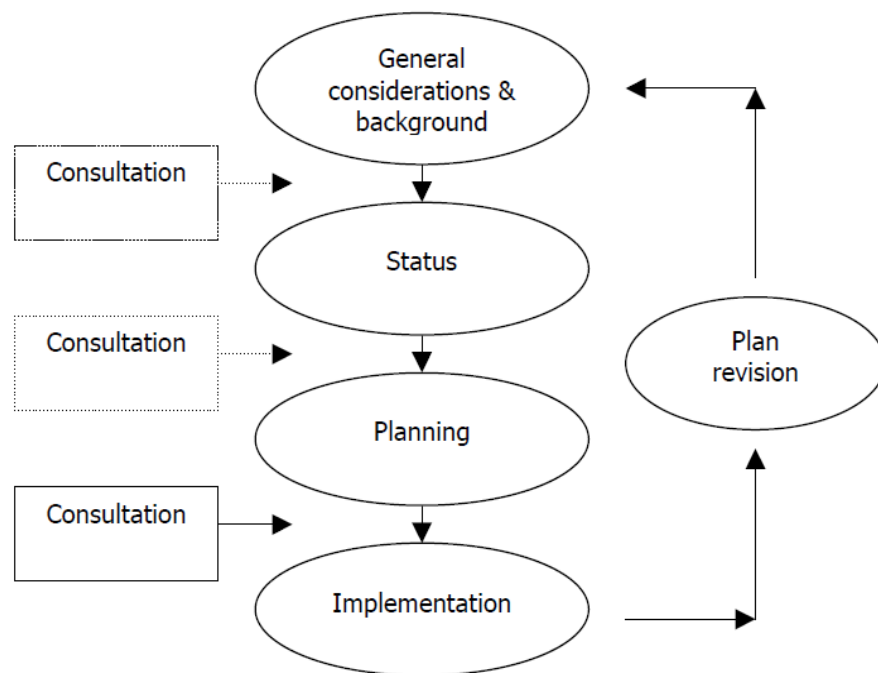 General
considerations &
background
Consultation
Status
Consultation
Plan
revision
Planning
Consultation
Implementation